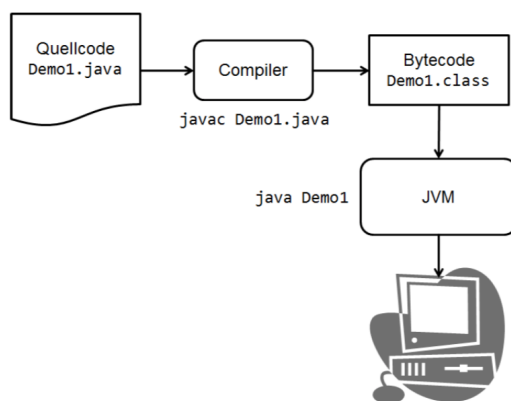 Quellcode
Demo1.java
Compiler
Bytecode
Demo1.class
javac Demo1.java
java Demo1
JVM